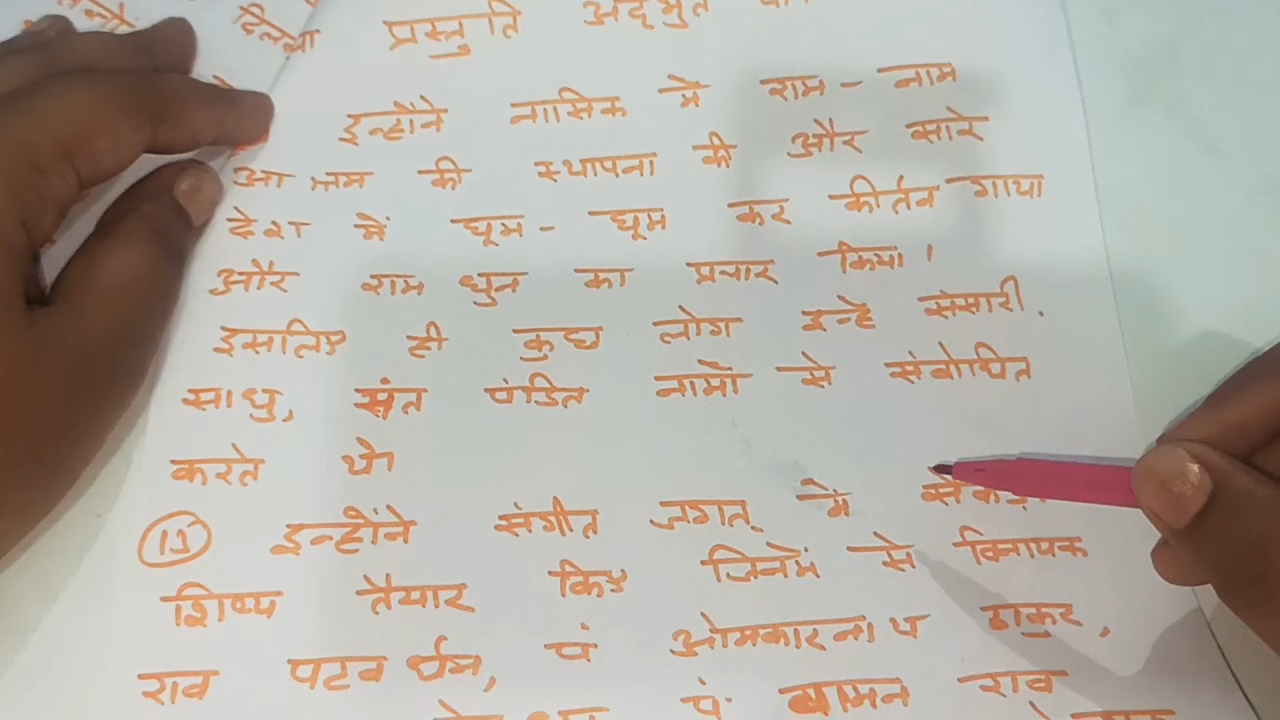 दिलाया
प्रस्तुति अद्भुत
इन्होंने नासिक मे राम - नाम
आश्रम की स्थापना की और सारे
देश में घूम - घूम कर कीर्तन गाया
और राम धुन का प्रचार किया।
इसलिए ही कुछ लोग इन्हे संसारी.
साधु, संत पंडित नामों से संबोधित
करते थे
15 इन्होंने संगीत जगत् में
शिष्य तैयार किए जिनमें से विनायक
राव पटवर्धन, पं ओमकारनाथ ठाकुर,
पं. वामन राव